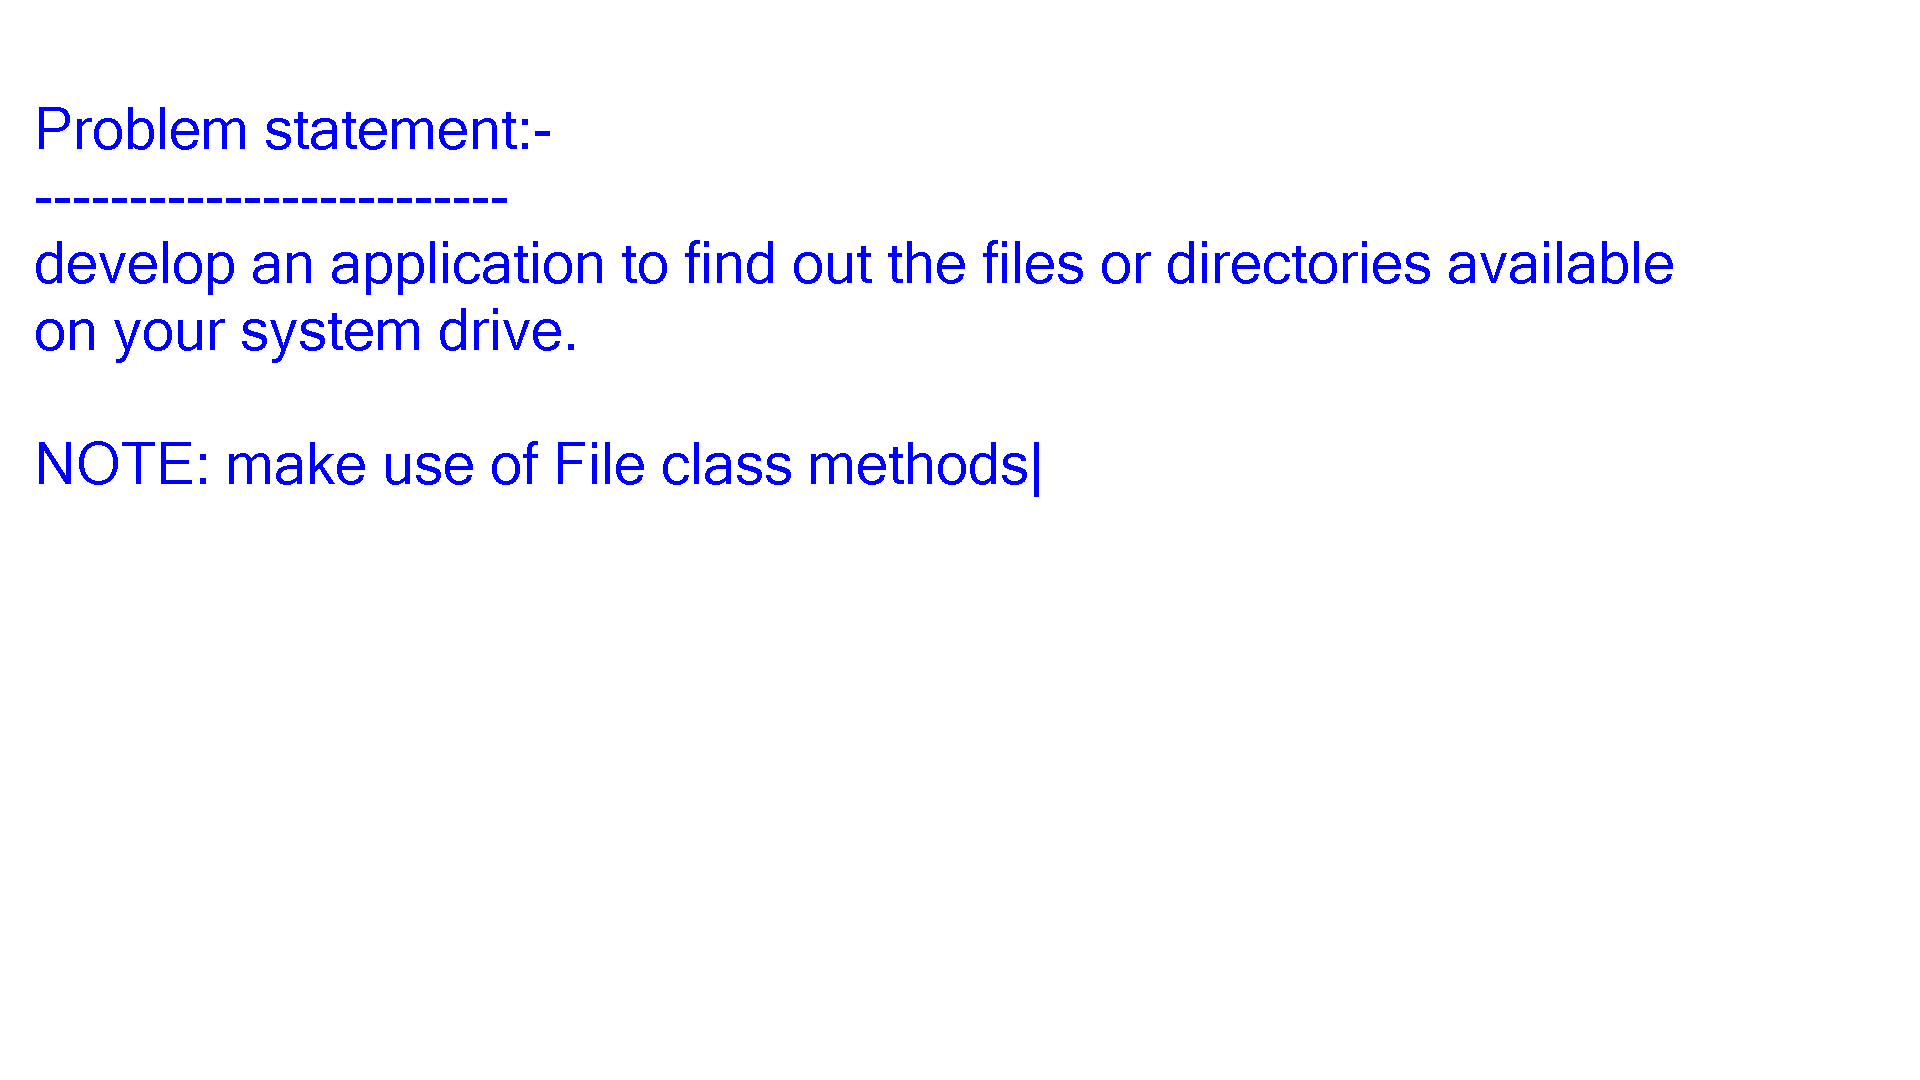 Problem statement:-
-------------------------
develop an application to find out the files or directories available
on your system drive.
NOTE: make use of File class methods